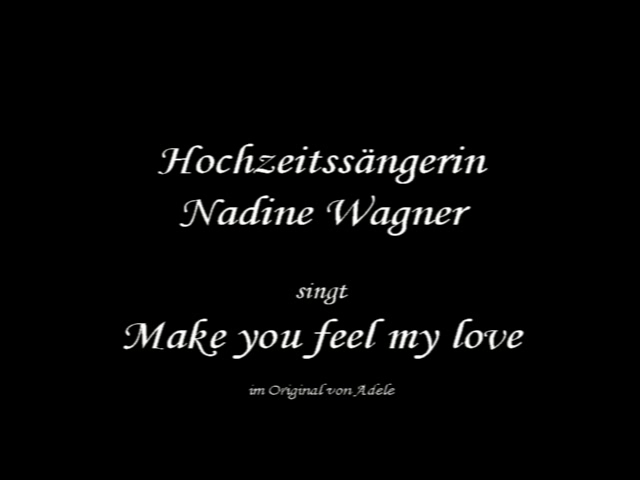 Hochzeitssängerin
Nadine Wagner
singt
Make you feel my love
im Original von Adele